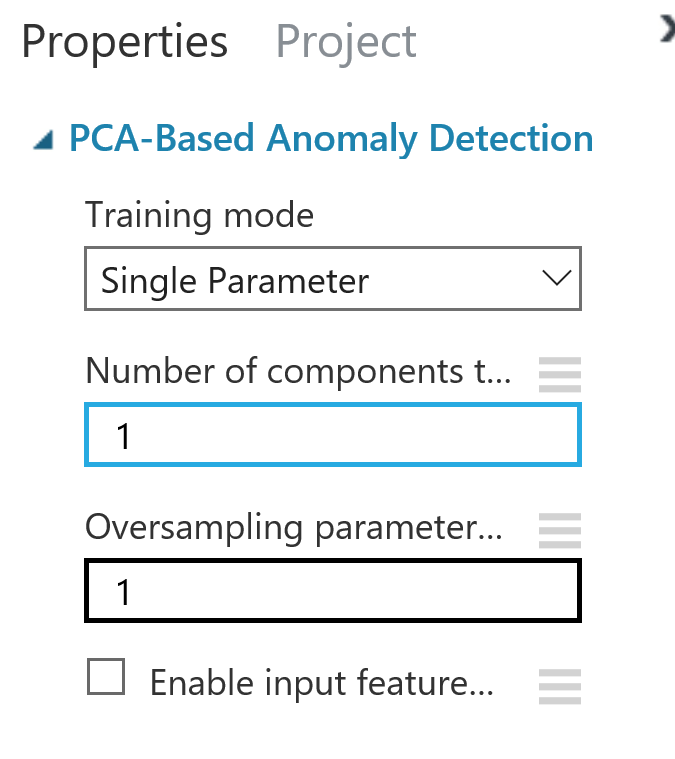 Properties Project
PCA-Based Anomaly Detection
Training mode
Single Parameter
Number of components t...
1
Oversampling parameter...
1
Enable input feature...